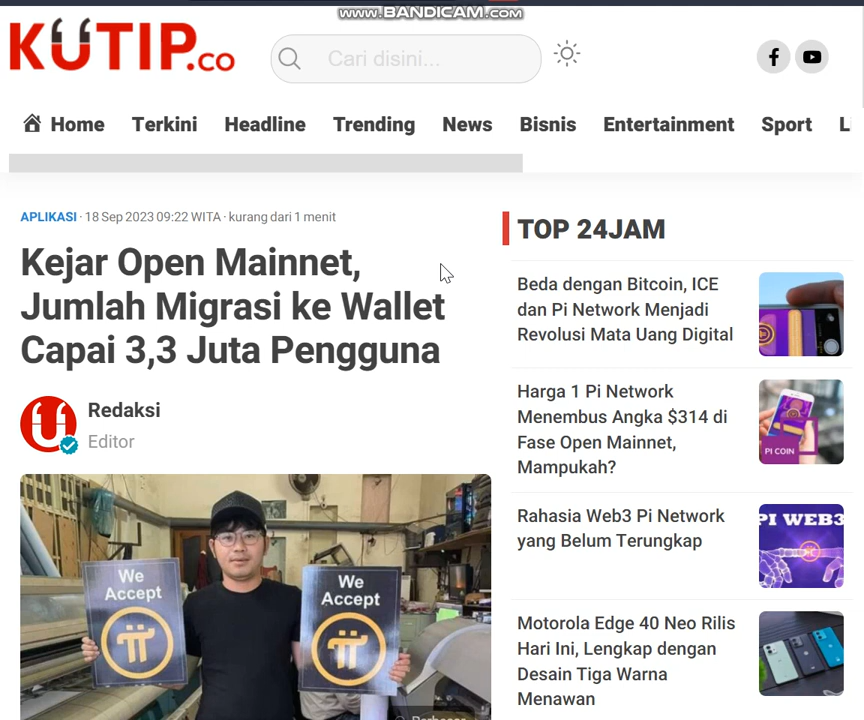 www.BANDICAM.com
KUTIP.co
Cari disini...
Home Terkini Headline Trending News Bisnis Entertainment Sport
APLIKASI · 18 Sep 2023 09:22 WITA · kurang dari 1 menit
Kejar Open Mainnet,
Jumlah Migrasi ke Wallet
Capai 3,3 Juta Pengguna
Redaksi
Editor
We
Accept
We
Accept
TOP 24JAM
Beda dengan Bitcoin, ICE
dan Pi Network Menjadi
Revolusi Mata Uang Digital
Harga 1 Pi Network
Menembus Angka $314 di
Fase Open Mainnet,
Mampukah?
PI COIN
Rahasia Web3 Pi Network
yang Belum Terungkap
PI WEB3
Motorola Edge 40 Neo Rilis
Hari Ini, Lengkap dengan
Desain Tiga Warna
Menawan